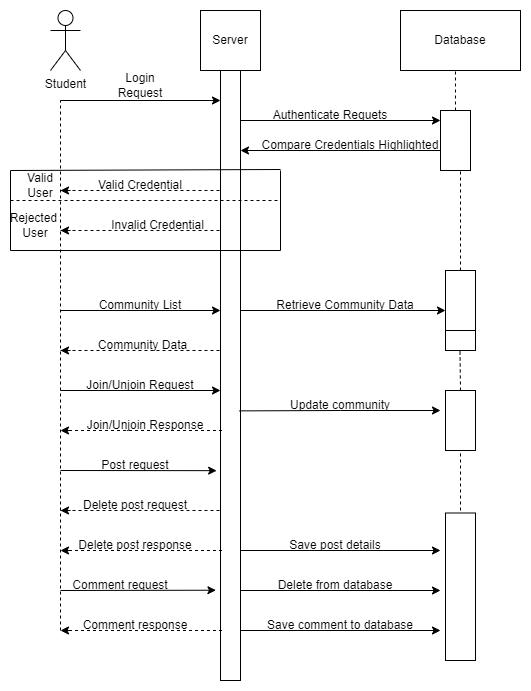 Server
Database
Student
Login
Request
Authenticate Requets
Compare Credentials Highlighted
Valid
User
Valid Credential
Rejected
User
Invalid Credential
Community List
Retrieve Community Data
Community Data
Join/Unjoin Request
Update community
Join/Unjoin Response
Post request
Delete post request
Delete post response
Save post details
Comment request
Delete from database
Comment response
Save comment to database